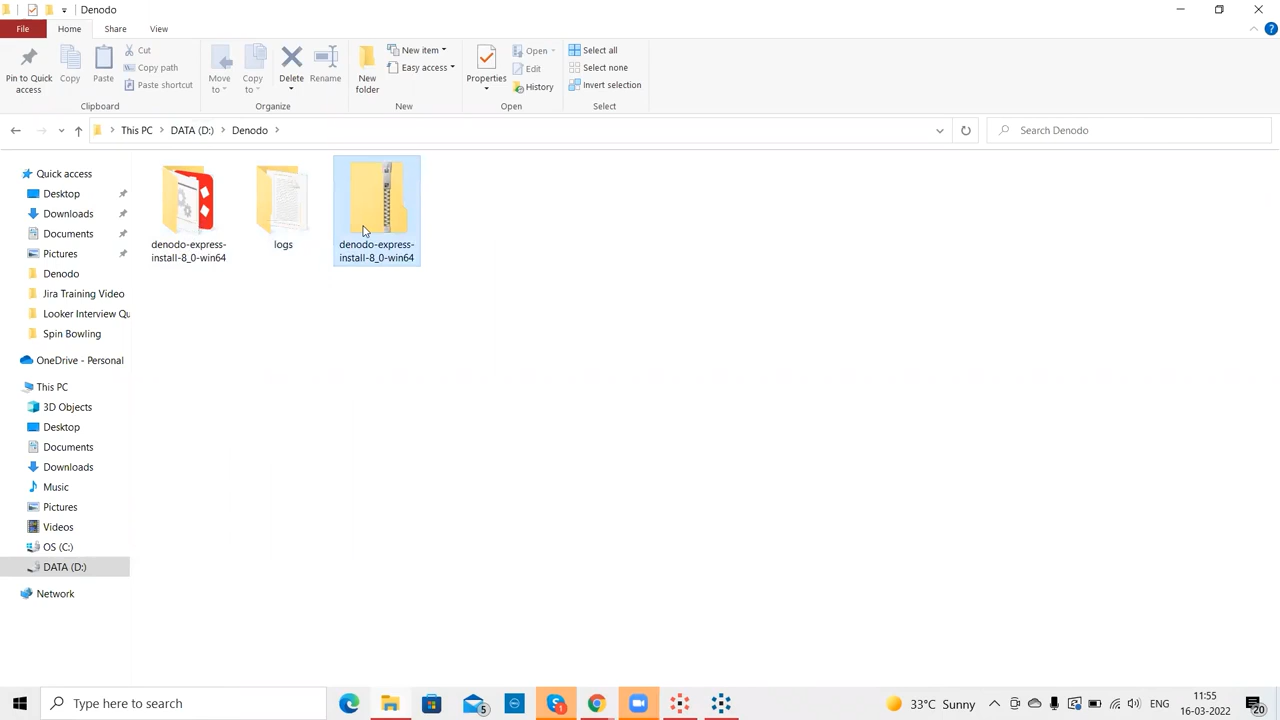 Denodo
File
Home
Share
View
Pin to Quick
access
Copy
Paste
Cut
Copy path
Paste shortcut
Clipboard
Move
to
Copy
to
Delete
Rename
Organize
New
folder
New item
Easy access
New
Properties
Open
Edit
History
Open
Select all
Select none
Invert selection
Select
This PC
DATA (D:)
Denodo
Search Denodo
Quick access
Desktop
Downloads
Documents
Pictures
Denodo
Jira Training Video
Looker Interview Qu
Spin Bowling
OneDrive - Personal
This PC
3D Objects
Desktop
Documents
Downloads
Music
Pictures
Videos
OS (C:)
DATA (D:)
Network
denodo-express-
install-8_0-win64
logs
denodo-express-
install-8_0-win64
Type here to search
5
1
33°C Sunny
ENG
11:55
16-03-2022
20